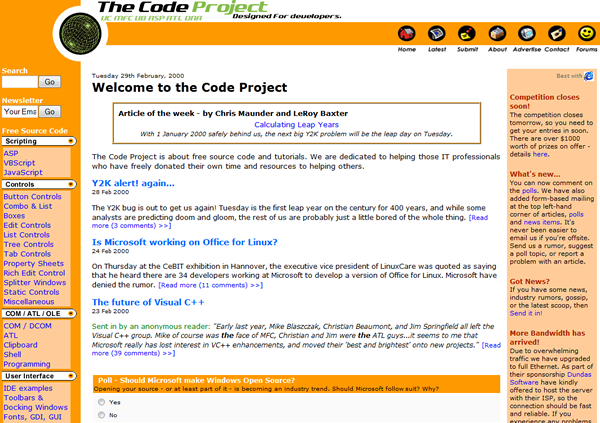 The Code Project
VC MFC VB ASP ATL DNA
Designed For developers.
Home Latest Submit About Advertise Contact Forums
Search
Go
Newsletter
Your Ema Go
Free Source Code
Scripting
ASP
VBScript
JavaScript
Controls
Button Controls
Combo & List
Boxes
Edit Controls
List Controls
Tree Controls
Tab Controls
Property Sheets
Rich Edit Control
Splitter Windows
Static Controls
Miscellaneous
COM / ATL / OLE
COM / DCOM
ATL
Clipboard
Shell
Programming
User Interface
IDE examples
Toolbars &
Docking Windows
Fonts, GDI, GUI
Tuesday 29th February, 2000
Welcome to the Code Project
Article of the week - by Chris Maunder and LeRoy Baxter
Calculating Leap Years
With 1 January 2000 safely behind us, the next big Y2K problem will be the leap day on Tuesday.
The Code Project is about free source code and tutorials. We are dedicated to helping those IT professionals
who have freely donated their own time and resources to helping others.
Y2K alert! again...
28 Feb 2000
The Y2K bug is out to get us again! Tuesday is the first leap year on the century for 400 years, and while some
analysts are predicting doom and gloom, the rest of us are probably just a little bored of the whole thing. [Read
more (3 comments) >>]
Is Microsoft working on Office for Linux?
24 Feb 2000
On Thursday at the CeBIT exhibition in Hannover, the executive vice president of LinuxCare was quoted as saying
that he heard there are 34 developers working at Microsoft to develop a version of Office for Linux. Microsoft have
denied the rumor. [Read more (11 comments) >>]
The future of Visual C++
23 Feb 2000
Sent in by an anonymous reader: "Early last year, Mike Blaszczak, Christian Beaumont, and Jim Springfield all left the
Visual C++ group. Mike of course was the face of MFC, Christian and Jim were the ATL guys...it seems to me that
Microsoft really has lost interest in VC++ enhancements, and moved their 'best and brightest' onto new projects." [Read
more (39 comments) >>]
Poll - Should Microsoft make Windows Open Source?
Opening your source - or at least part of it - is becoming an industry trend. Should Microsoft follow suit? Why?
Yes
No
Best with
Competition closes
soon!
The competition closes
tomorrow, so you need to
get your entries in soon.
There are over $1000
worth of prizes on offer -
details here.
What's new...
You can now comment on
the polls. We have also
added form-based mailing
at the top left-hand
corner of articles, polls
and news items. It's
never been easier to
email us if you're offsite.
Send us a rumor, suggest
a poll topic, or report a
problem with an article.
Got News?
If you have some news,
industry rumors, gossip,
or the latest scoop, then
Send it in!
More Bandwidth has
arrived!
Due to overwhelming
traffic we have upgraded
to full Ethernet. As part
of their sponsorship Dundas
Software have kindly
offered to host the server
with their ISP, so the
connection should be fast
and reliable. If you
experience any problems